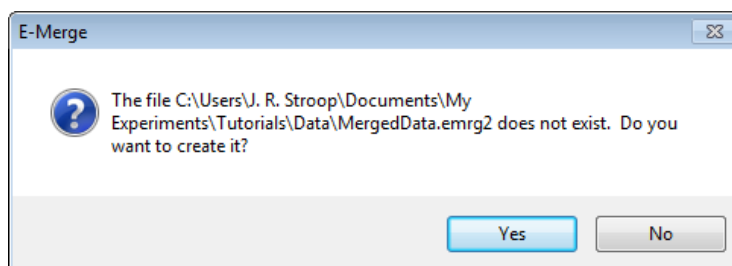 E-Merge
The file C:\Users\J. R. Stroop\Documents\My
Experiments\Tutorials\Data\MergedData.emrg2 does not exist.  Do you
want to create it?
Yes
No